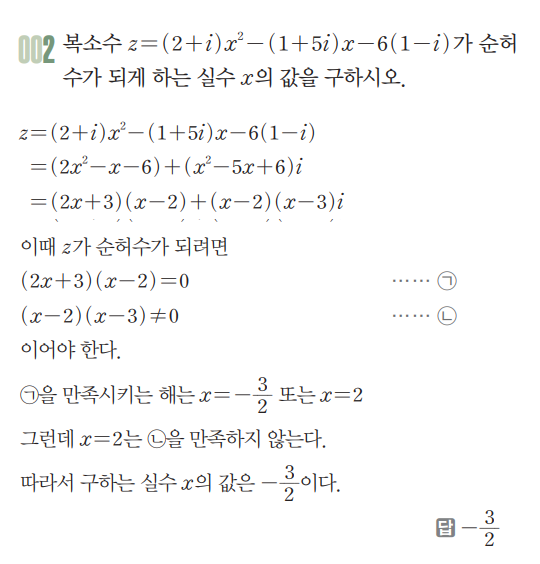 002 복소수 z=(2+i)x²-(1+5i)x-6(1-i)가 순허
수가 되게 하는 실수 x의 값을 구하시오.
z=(2+i)x²-(1+5i)x-6(1-i)
=(2x²-x-6)+(x²-5x+6)i
=(2x+3)(x-2)+(x-2)(x-3)i
이때 z가 순허수가 되려면
(2x+3)(x-2)=0 …… ㉠
(x-2)(x-3)≠0 …… ㉡
이어야 한다.
㉠을 만족시키는 해는 x=-3/2 또는 x=2
그런데 x=2는 ㉡을 만족하지 않는다.
따라서 구하는 실수 x의 값은 -3/2이다.
답 -3/2